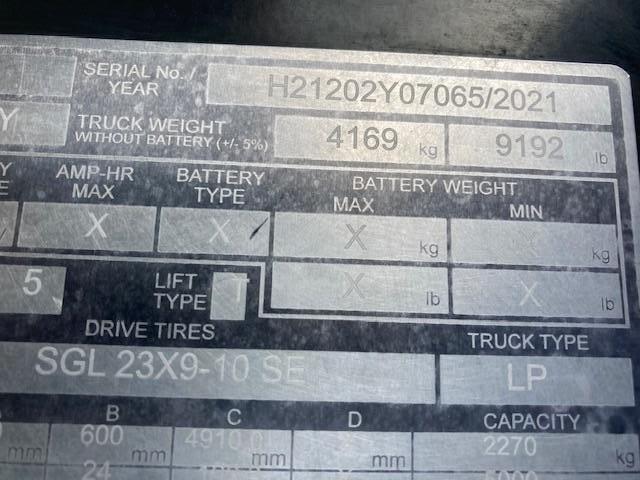 SERIAL No. / YEAR H21202Y07065/2021
Y TRUCK WEIGHT WITHOUT BATTERY (+/- 5%) 4169 kg 9192 lb
AMP-HR MAX BATTERY TYPE BATTERY WEIGHT
MAX MIN
X X X kg X kg
5 LIFT TYPE X lb X lb
DRIVE TIRES TRUCK TYPE
SGL 23X9-10 SE LP
B C D CAPACITY
mm 600 mm 4910.0 mm mm 2270 kg
24